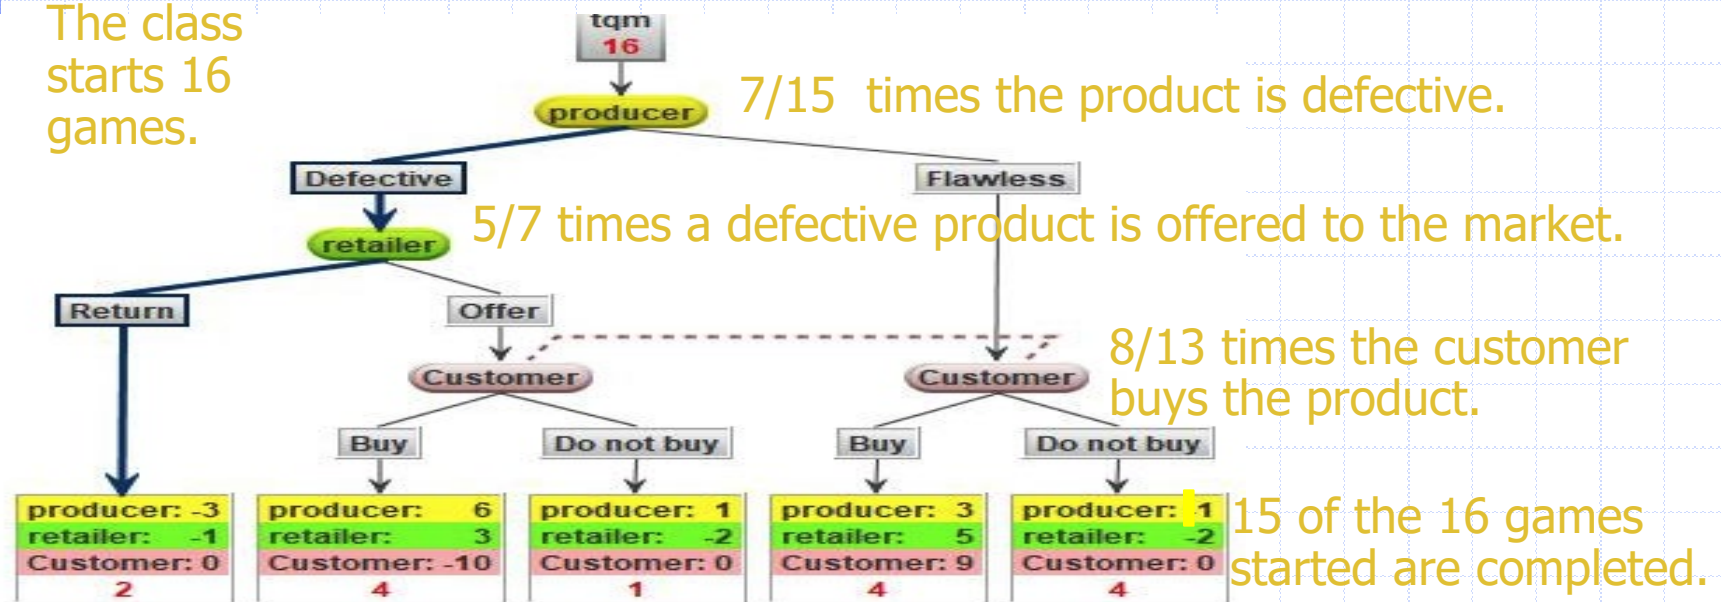 The class
starts 16
games.
tqm
16
producer
7/15 times the product is defective.
Defective
Flawless
retailer
5/7 times a defective product is offered to the market.
Return
Offer
Customer
Customer
8/13 times the customer
buys the product.
Buy
Do not buy
Buy
Do not buy
producer: -3
retailer: -1
Customer: 0
2
producer: 6
retailer: 3
Customer: -10
4
producer: 1
retailer: -2
Customer: 0
1
producer: 3
retailer: 5
Customer: 9
4
producer: 1
retailer: -2
Customer: 0
4
15 of the 16 games
started are completed.